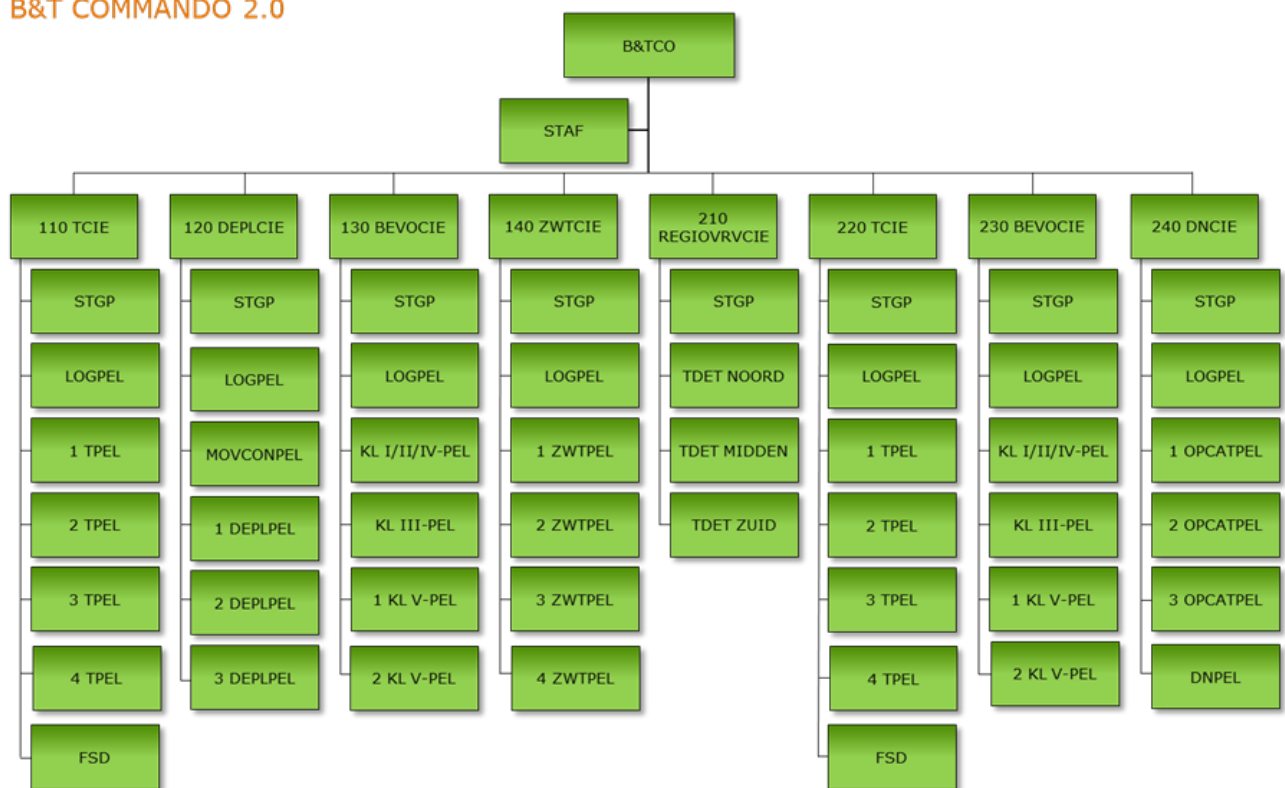 B&T COMMANDO 2.0
B&TCO
STAF
110 TCIE
STGP
LOGPEL
1 TPEL
2 TPEL
3 TPEL
4 TPEL
FSD
120 DEPLCIE
STGP
LOGPEL
MOVCONPEL
1 DEPLPEL
2 DEPLPEL
3 DEPLPEL
130 BEVOCIE
STGP
LOGPEL
KL I/II/IV-PEL
KL III-PEL
1 KL V-PEL
2 KL V-PEL
140 ZWTCIE
STGP
LOGPEL
1 ZWTPEL
2 ZWTPEL
3 ZWTPEL
4 ZWTPEL
210
REGIOVRVCIE
STGP
TDET NOORD
TDET MIDDEN
TDET ZUID
220 TCIE
STGP
LOGPEL
1 TPEL
2 TPEL
3 TPEL
4 TPEL
FSD
230 BEVOCIE
STGP
LOGPEL
KL I/II/IV-PEL
KL III-PEL
1 KL V-PEL
2 KL V-PEL
240 DNCIE
STGP
LOGPEL
1 OPCATPEL
2 OPCATPEL
3 OPCATPEL
DNPEL